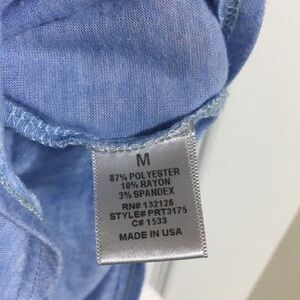 M
87% POLYESTER
10% RAYON
3% SPANDEX
RN# 132126
STYLE# PRT3175
C# 1533
MADE IN USA